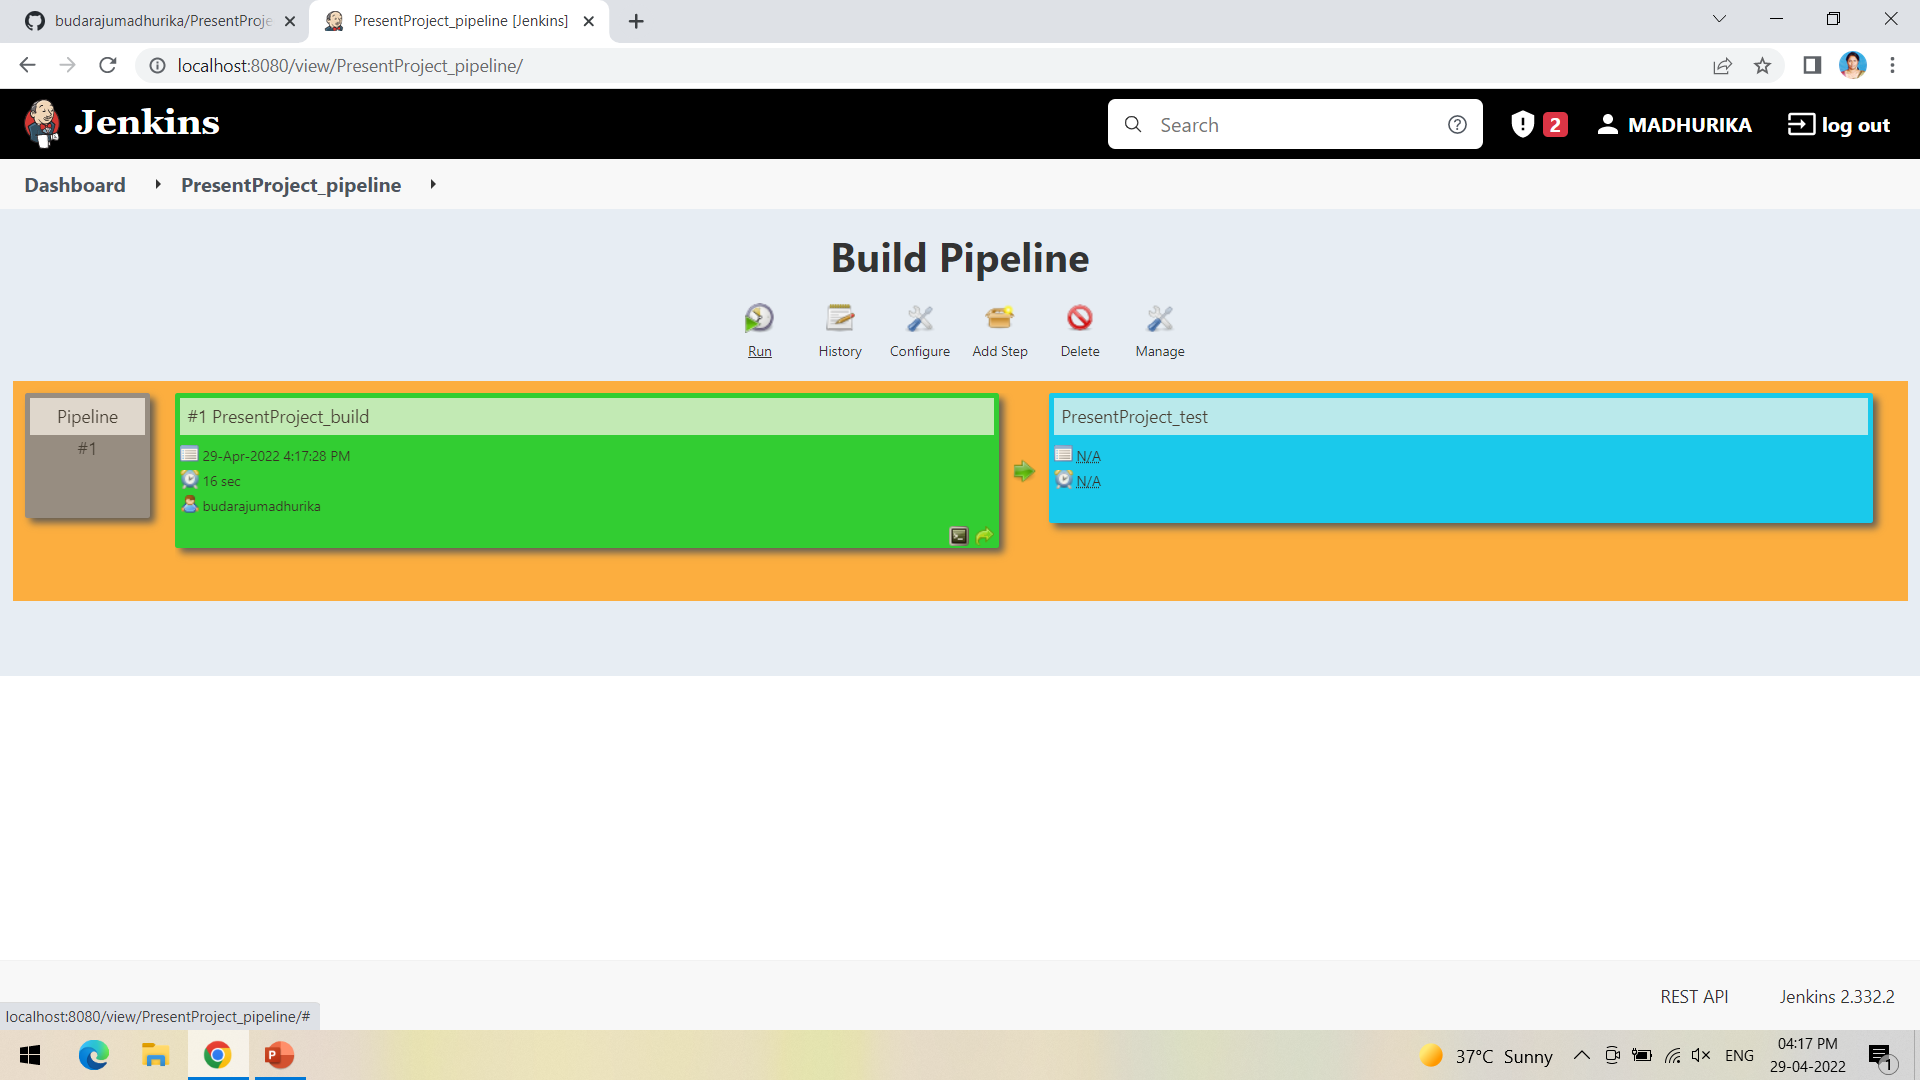 budarajumadhurika/PresentProje
PresentProject_pipeline [Jenkins]
localhost:8080/view/PresentProject_pipeline/
Jenkins
Search
2
MADHURIKA
log out
Dashboard
PresentProject_pipeline
Build Pipeline
Run
History
Configure
Add Step
Delete
Manage
Pipeline
#1
#1 PresentProject_build
29-Apr-2022 4:17:28 PM
16 sec
budarajumadhurika
PresentProject_test
N/A
N/A
REST API
Jenkins 2.332.2
localhost:8080/view/PresentProject_pipeline/#
37°C Sunny
ENG
04:17 PM
29-04-2022
1